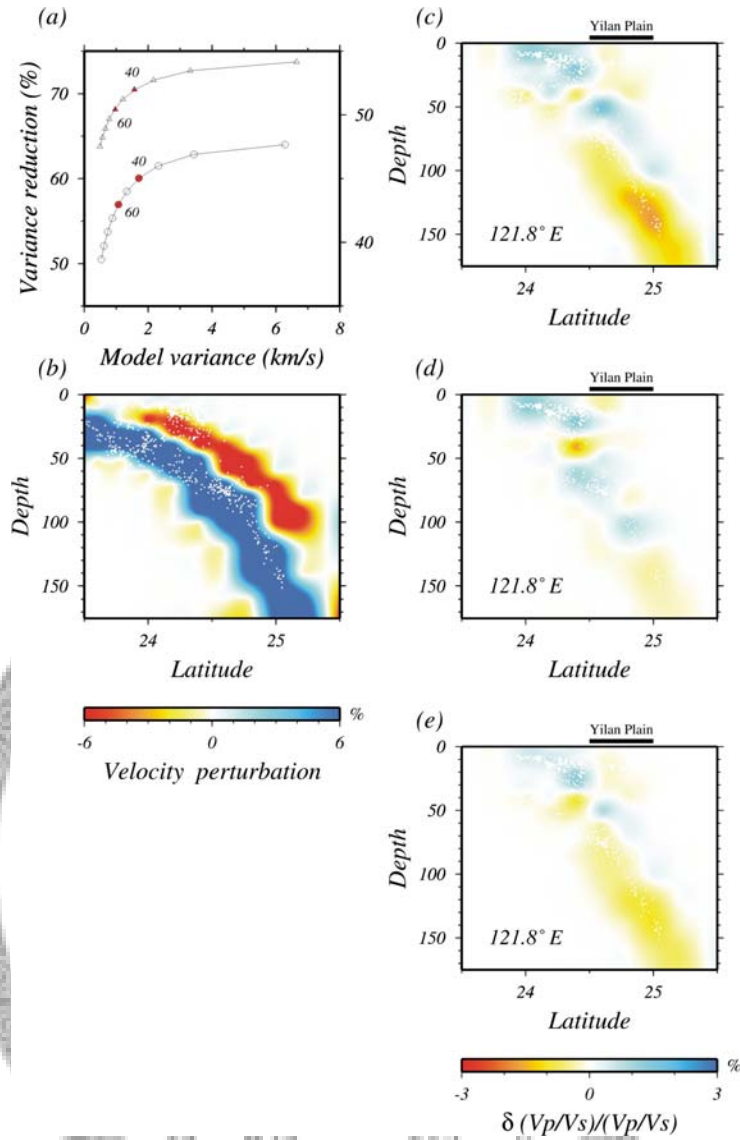 (a)
Variance reduction (%)
70
60
50
40
60
40
60
50
40
0 2 4 6 8
Model variance (km/s)
(b)
Depth
0
50
100
150
24 25
Latitude
-6 0 6 %
Velocity perturbation
(c)
Yilan Plain
Depth
0
50
100
150
121.8° E
24 25
Latitude
(d)
Yilan Plain
Depth
0
50
100
150
121.8° E
24 25
Latitude
(e)
Yilan Plain
Depth
0
50
100
150
121.8° E
24 25
Latitude
-3 0 3 %
δ (Vp/Vs)/(Vp/Vs)